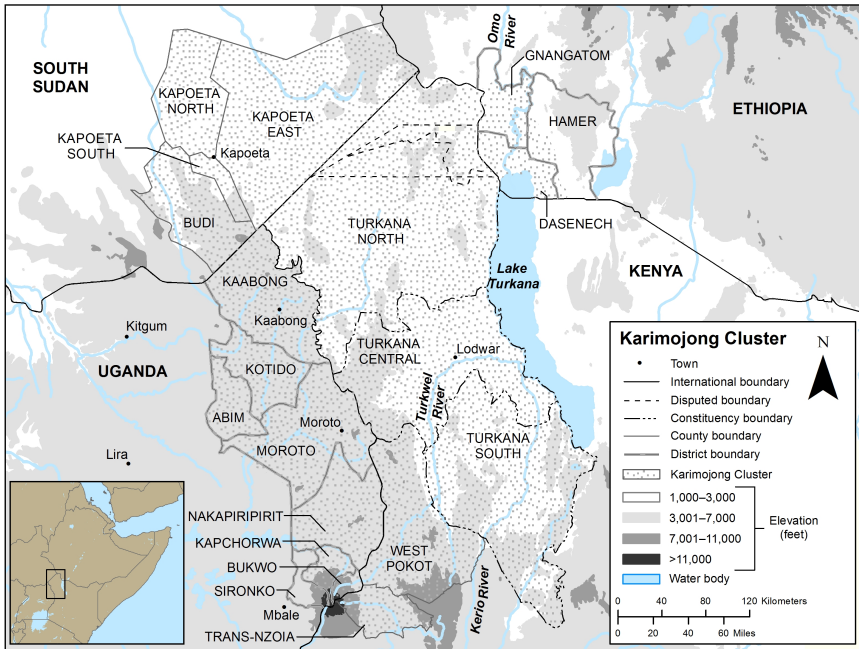 Omo
River
GNANGATOM
SOUTH
SUDAN
KAPOETA
NORTH
KAPOETA
EAST
HAMER
ETHIOPIA
KAPOETA
SOUTH
Kapoeta
BUDI
TURKANA
NORTH
DASENECH
Lake
Turkana
KENYA
KAABONG
Kaabong
Kitgum
TURKANA
CENTRAL
Lodwar
UGANDA
KOTIDO
ABIM
Turkwel
River
Moroto
MOROTO
TURKANA
SOUTH
Lira
NAKAPIRIPIRIT
KAPCHORWA
BUKWO
WEST
POKOT
SIRONKO
Mbale
TRANS-NZOIA
Kerio River
Karimojong Cluster
N
Town
International boundary
Disputed boundary
Constituency boundary
County boundary
District boundary
Karimojong Cluster
1,000–3,000
3,001–7,000
7,001–11,000
>11,000
Elevation
(feet)
Water body
0 40 80 120 Kilometers
0 20 40 60 Miles